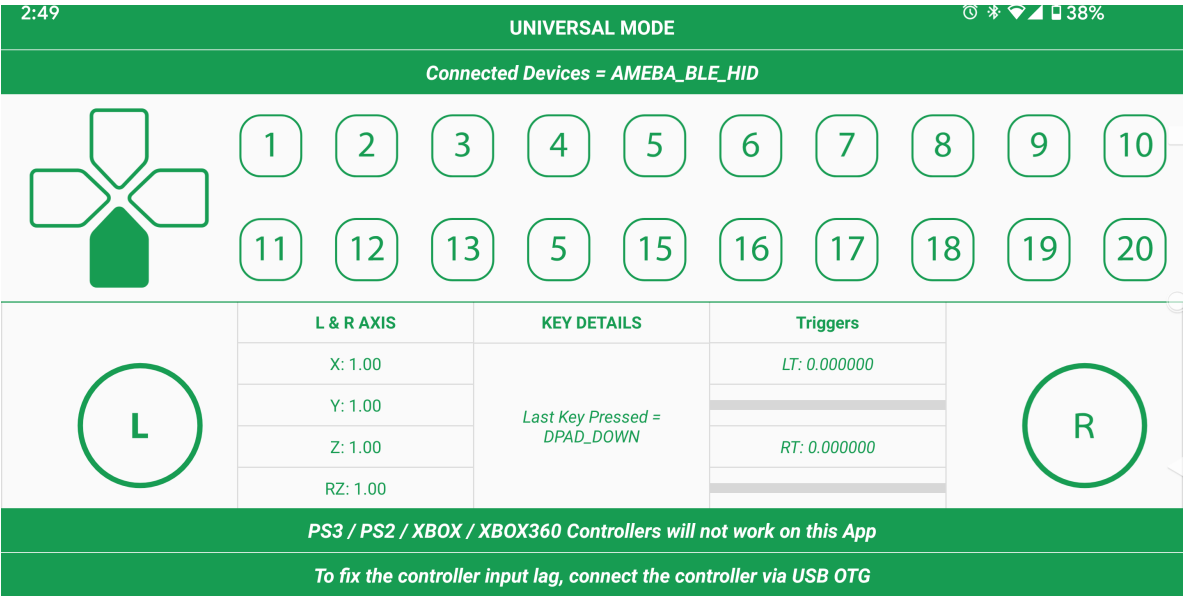 2:49
38%
UNIVERSAL MODE
Connected Devices = AMEBA_BLE_HID
1 2 3 4 5 6 7 8 9 10
11 12 13 5 15 16 17 18 19 20
L & R AXIS KEY DETAILS Triggers
X: 1.00 LT: 0.000000
Y: 1.00
Last Key Pressed =
DPAD_DOWN
Z: 1.00 RT: 0.000000
RZ: 1.00
L
R
PS3 / PS2 / XBOX / XBOX360 Controllers will not work on this App
To fix the controller input lag, connect the controller via USB OTG